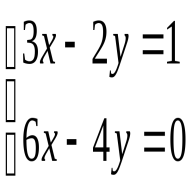 3x - 2y = 1
6x - 4y = 0